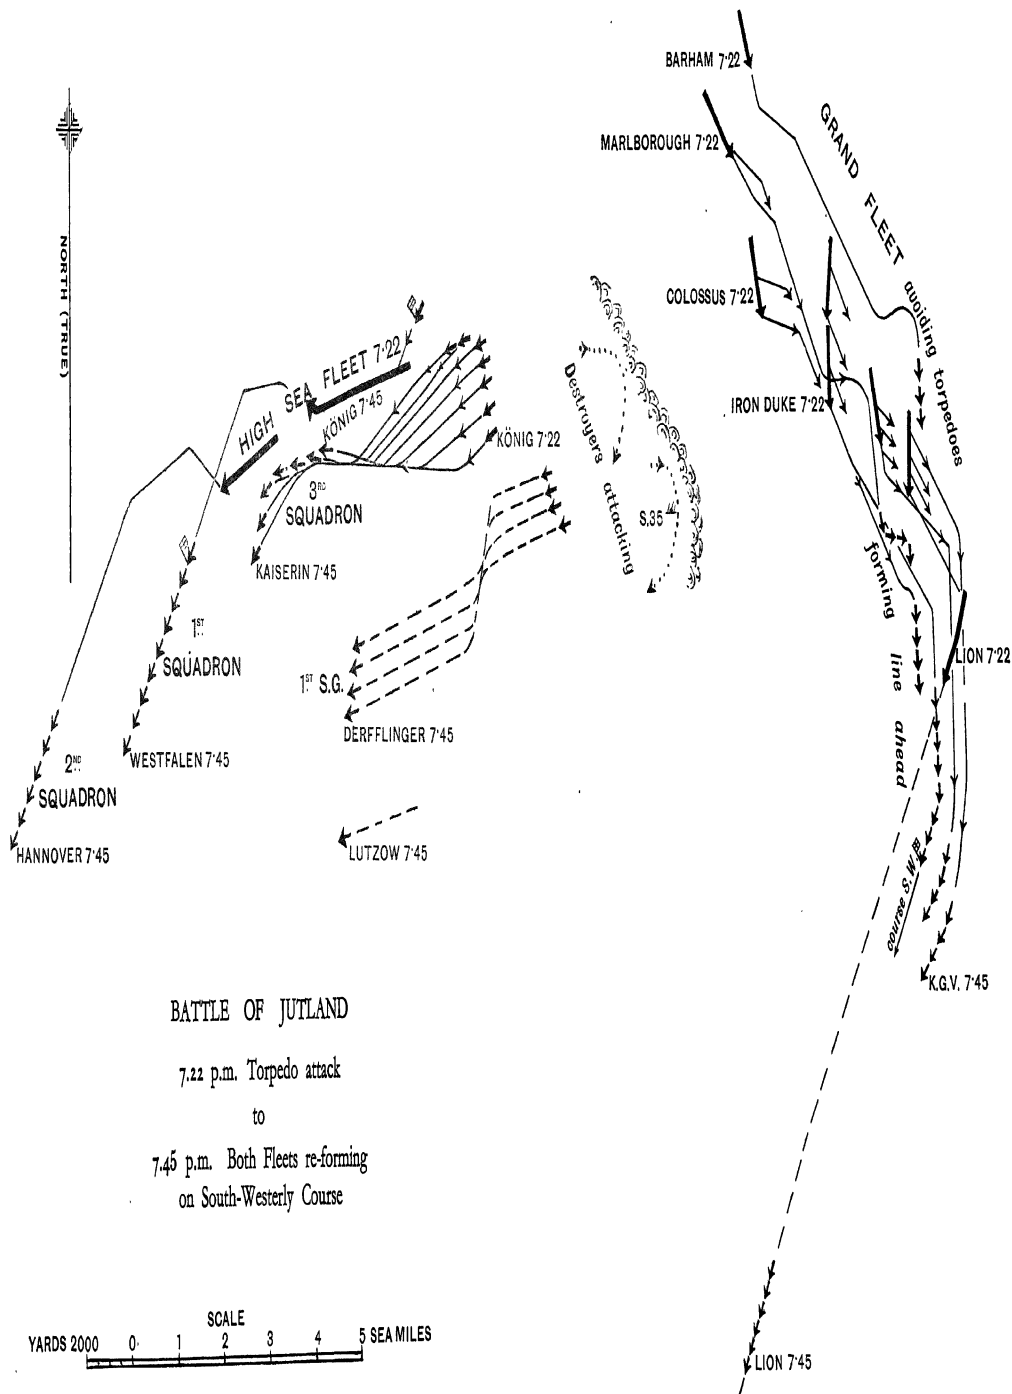 BARHAM 7·22
GRAND FLEET avoiding torpedoes
MARLBOROUGH 7·22
NORTH (TRUE)
COLOSSUS 7·22
HIGH SEA FLEET 7·22
KÖNIG 7·45
KÖNIG 7·22
Destroyers attacking
IRON DUKE 7·22
3RD
SQUADRON
S.35
KAISERIN 7·45
forming line ahead
1ST
SQUADRON
LION 7·22
1ST S.G.
DERFFLINGER 7·45
WESTFALEN 7·45
2ND
SQUADRON
HANNOVER 7·45
LUTZOW 7·45
course S.W.
K.G.V. 7·45
BATTLE OF JUTLAND
7.22 p.m. Torpedo attack
to
7.45 p.m. Both Fleets re-forming
on South-Westerly Course
SCALE
YARDS 2000 0 1 2 3 4 5 SEA MILES
LION 7·45